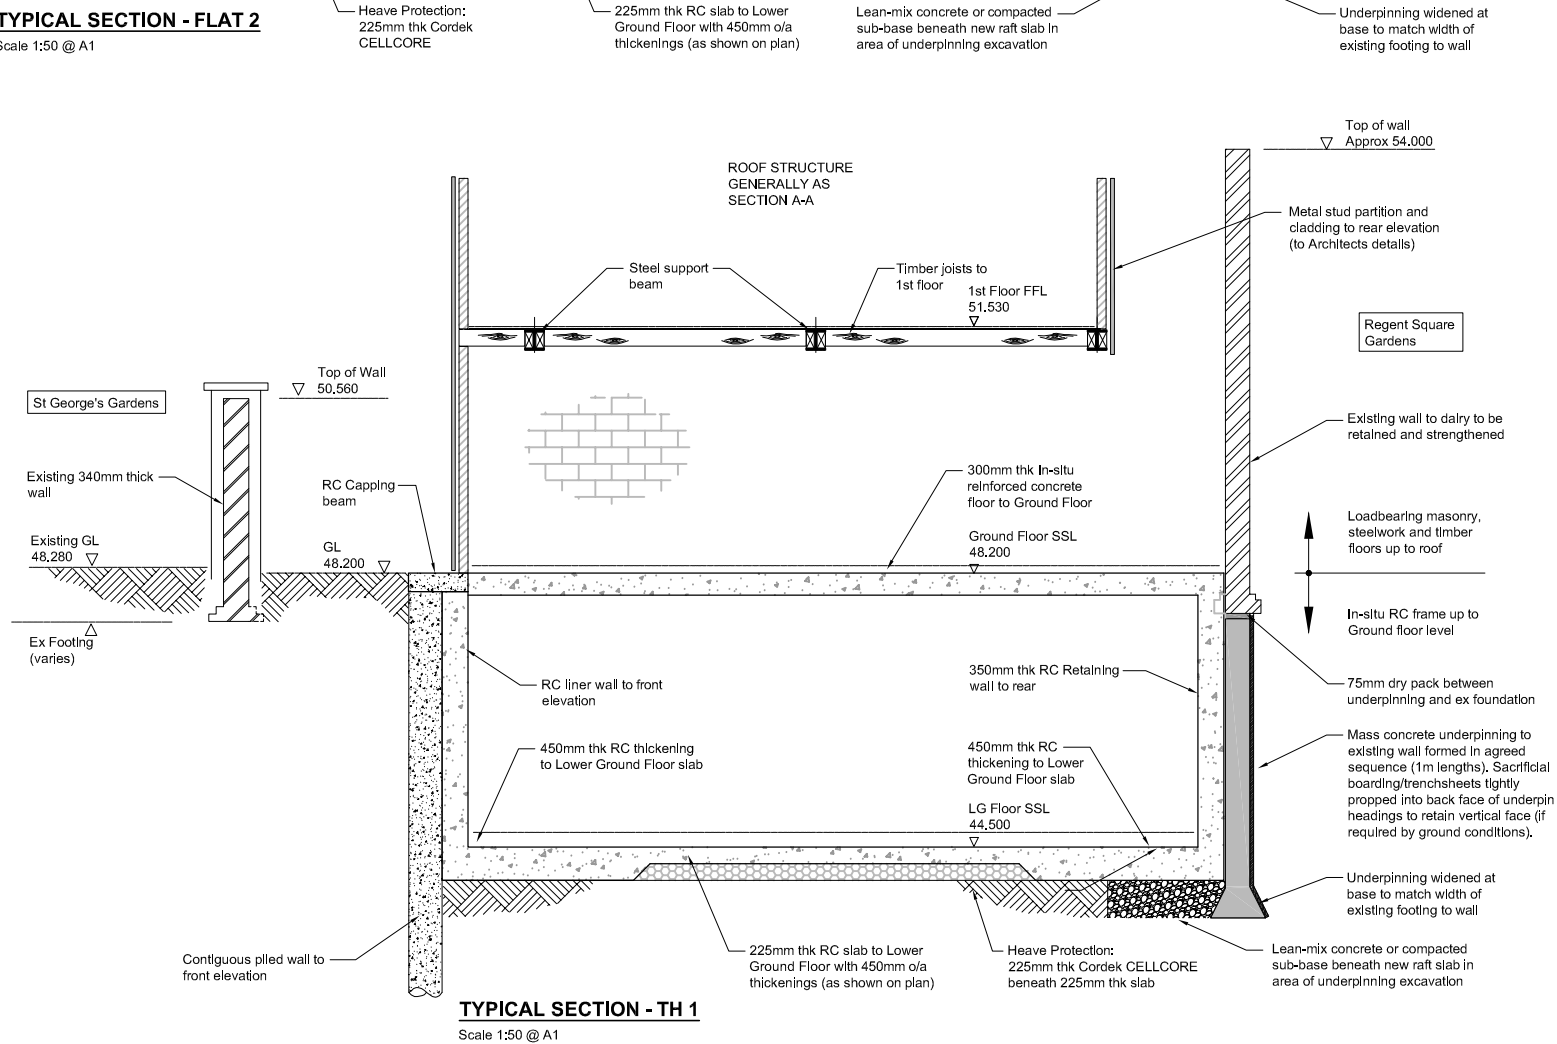 TYPICAL SECTION - FLAT 2
Scale 1:50 @ A1
Heave Protection:
225mm thk Cordek
CELLCORE
225mm thk RC slab to Lower
Ground Floor with 450mm o/a
thickenings (as shown on plan)
Lean-mix concrete or compacted
sub-base beneath new raft slab in
area of underpinning excavation
Underpinning widened at
base to match width of
existing footing to wall
Top of wall
Approx 54.000
ROOF STRUCTURE
GENERALLY AS
SECTION A-A
Metal stud partition and
cladding to rear elevation
(to Architects details)
Steel support
beam
Timber joists to
1st floor
1st Floor FFL
51.530
Regent Square
Gardens
Top of Wall
50.560
St George's Gardens
Existing wall to dairy to be
retained and strengthened
Existing 340mm thick
wall
RC Capping
beam
300mm thk in-situ
reinforced concrete
floor to Ground Floor
Loadbearing masonry,
steelwork and timber
floors up to roof
Existing GL
48.280
GL
48.200
Ground Floor SSL
48.200
In-situ RC frame up to
Ground floor level
Ex Footing
(varies)
RC liner wall to front
elevation
350mm thk RC Retaining
wall to rear
75mm dry pack between
underpinning and ex foundation
450mm thk RC thickening
to Lower Ground Floor slab
450mm thk RC
thickening to Lower
Ground Floor slab
Mass concrete underpinning to
existing wall formed in agreed
sequence (1m lengths). Sacrificial
boarding/trenchsheets tightly
propped into back face of underpin
headings to retain vertical face (if
required by ground conditions).
LG Floor SSL
44.500
Underpinning widened at
base to match width of
existing footing to wall
Contiguous piled wall to
front elevation
225mm thk RC slab to Lower
Ground Floor with 450mm o/a
thickenings (as shown on plan)
Heave Protection:
225mm thk Cordek CELLCORE
beneath 225mm thk slab
Lean-mix concrete or compacted
sub-base beneath new raft slab in
area of underpinning excavation
TYPICAL SECTION - TH 1
Scale 1:50 @ A1